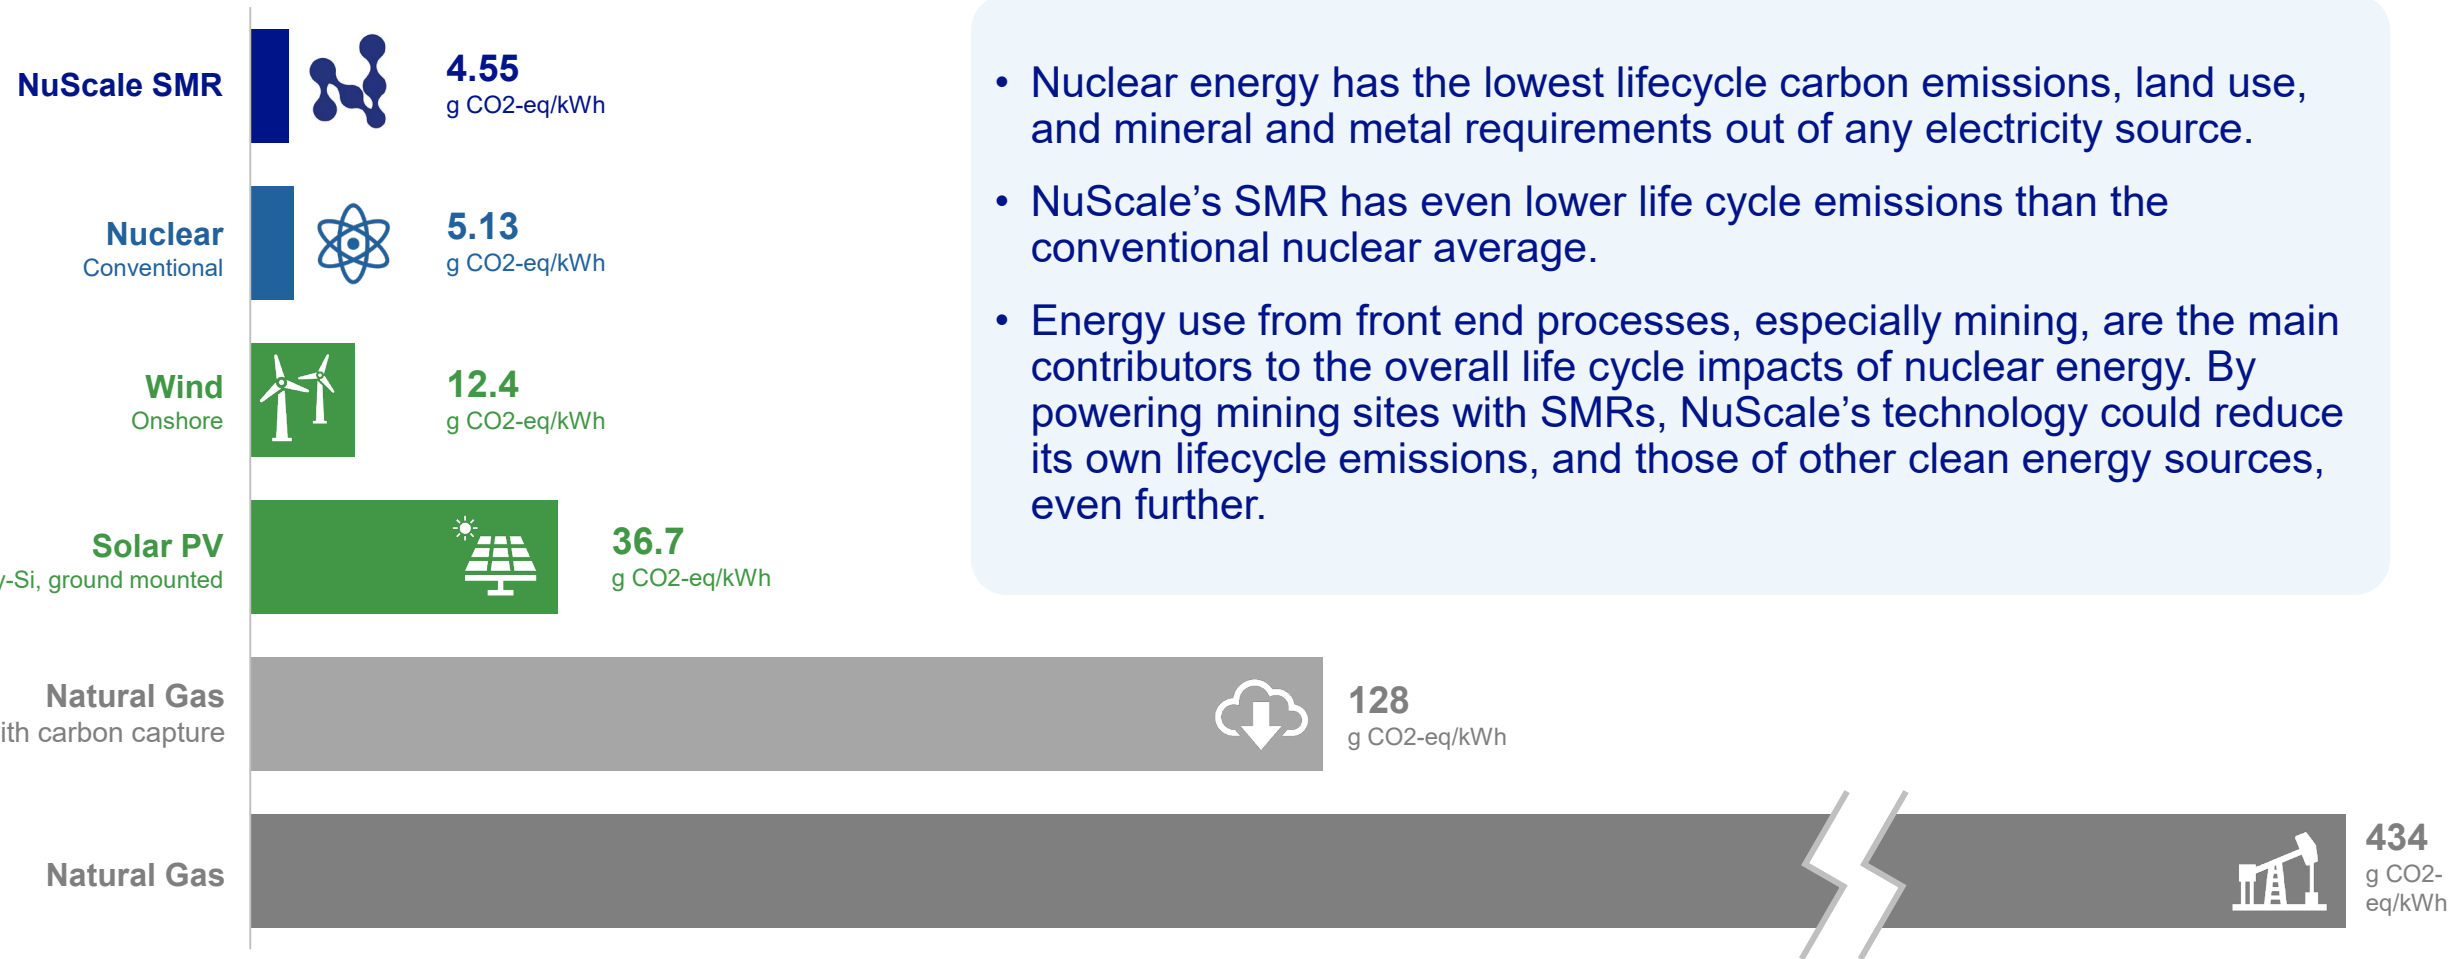 NuScale SMR
4.55
g CO2-eq/kWh
Nuclear
Conventional
5.13
g CO2-eq/kWh
Wind
Onshore
12.4
g CO2-eq/kWh
Solar PV
-Si, ground mounted
36.7
g CO2-eq/kWh
Natural Gas
carbon capture
128
g CO2-eq/kWh
Natural Gas
434
g CO2-
eq/kWh
• Nuclear energy has the lowest lifecycle carbon emissions, land use,
and mineral and metal requirements out of any electricity source.
• NuScale’s SMR has even lower life cycle emissions than the
conventional nuclear average.
• Energy use from front end processes, especially mining, are the main
contributors to the overall life cycle impacts of nuclear energy. By
powering mining sites with SMRs, NuScale’s technology could reduce
its own lifecycle emissions, and those of other clean energy sources,
even further.